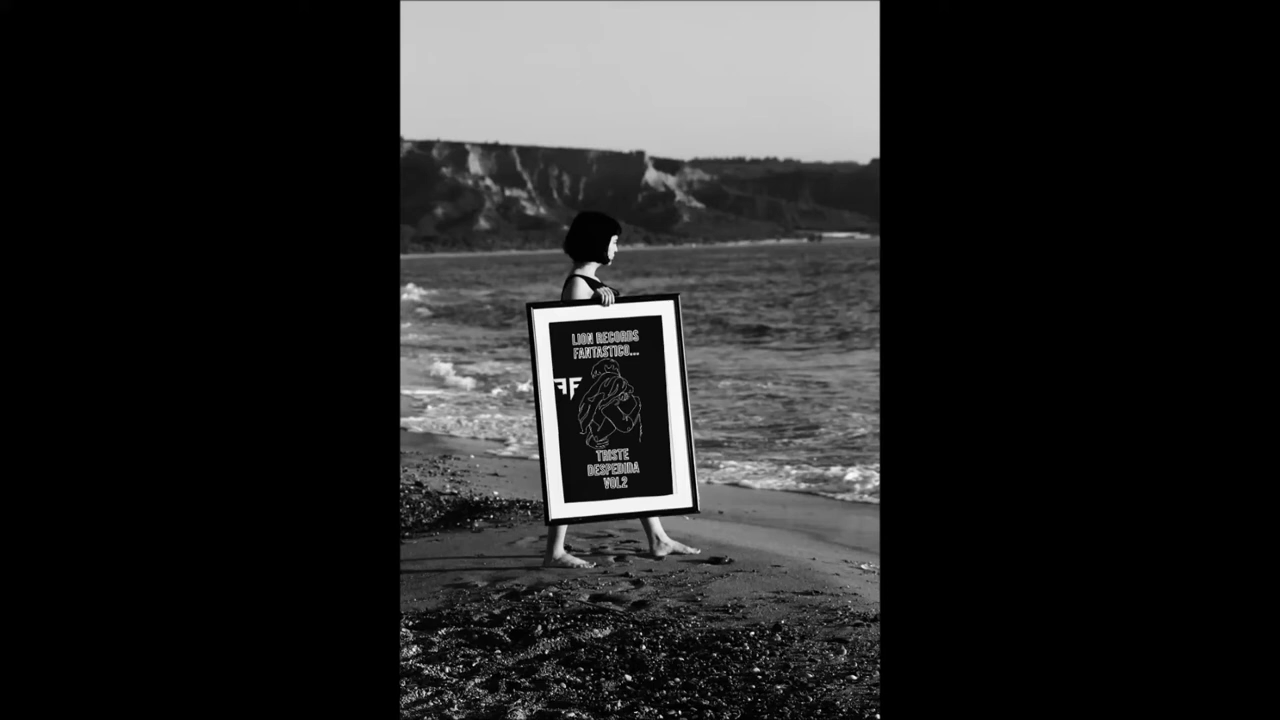 LION RECORDS
FANTASTICO...
FF
TRISTE
DESPEDIDA
VOL2